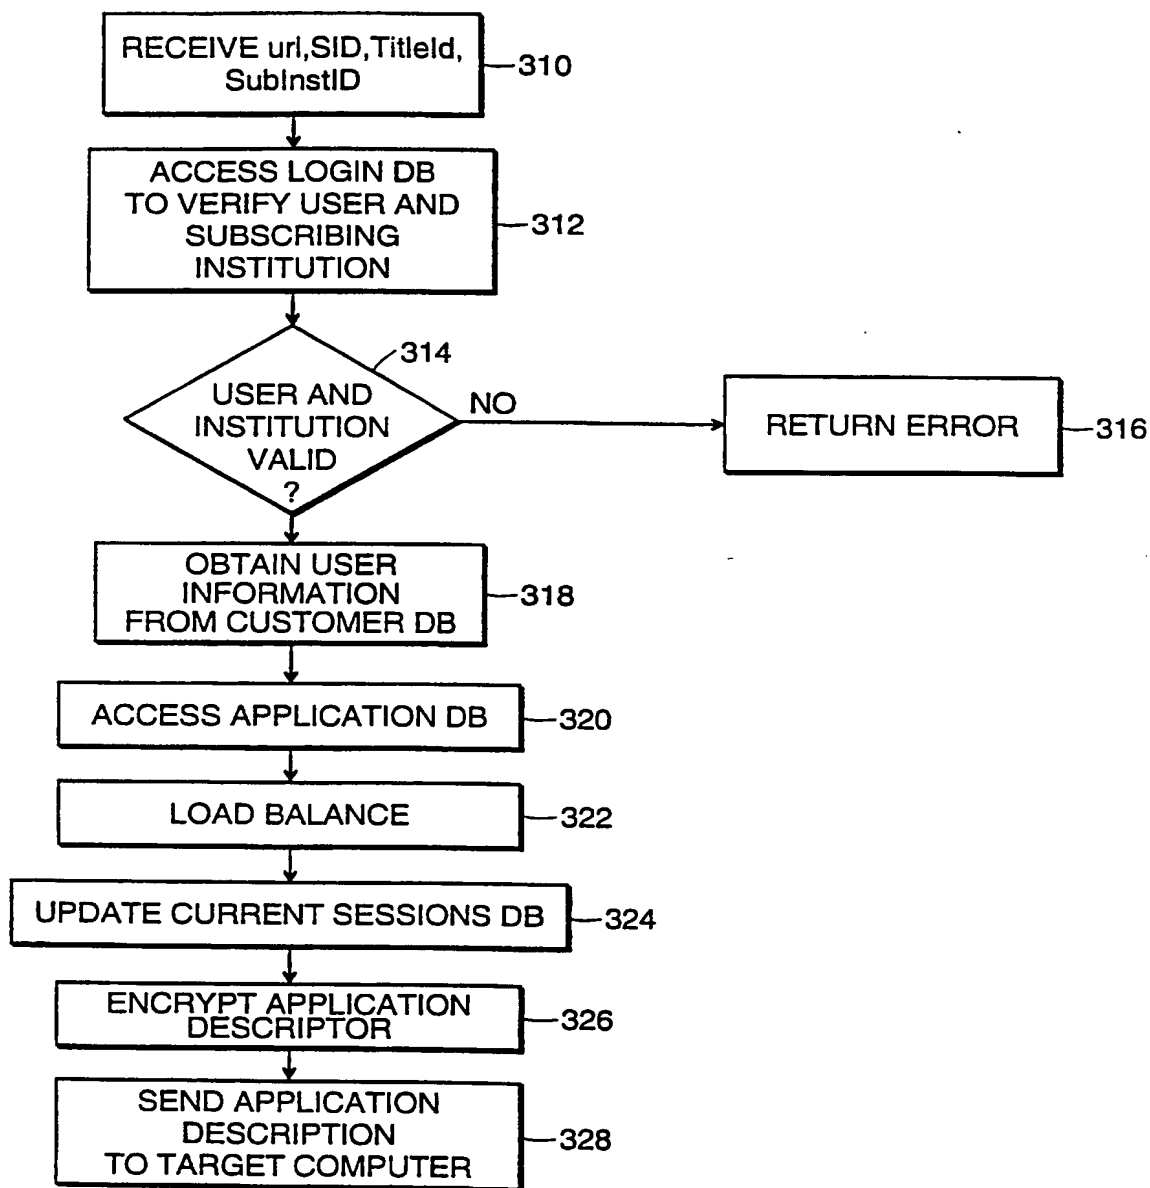 RECEIVE url,SID,TitleId,
SubInstID
310
ACCESS LOGIN DB
TO VERIFY USER AND
SUBSCRIBING
INSTITUTION
312
314
USER AND
INSTITUTION
VALID
?
NO
RETURN ERROR
316
OBTAIN USER
INFORMATION
FROM CUSTOMER DB
318
ACCESS APPLICATION DB
320
LOAD BALANCE
322
UPDATE CURRENT SESSIONS DB
324
ENCRYPT APPLICATION
DESCRIPTOR
326
SEND APPLICATION
DESCRIPTION
TO TARGET COMPUTER
328